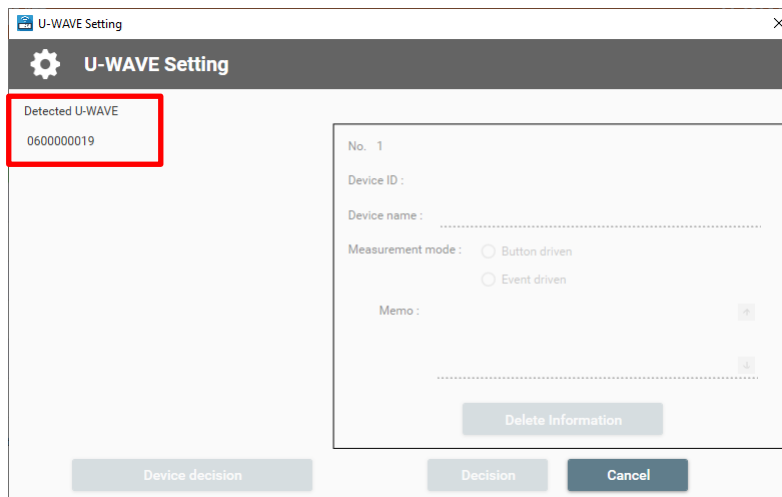 U-WAVE Setting
U-WAVE Setting
Detected U-WAVE
0600000019
No. 1
Device ID :
Device name :
Measurement mode :
Button driven
Event driven
Memo :
Delete Information
Device decision
Decision
Cancel